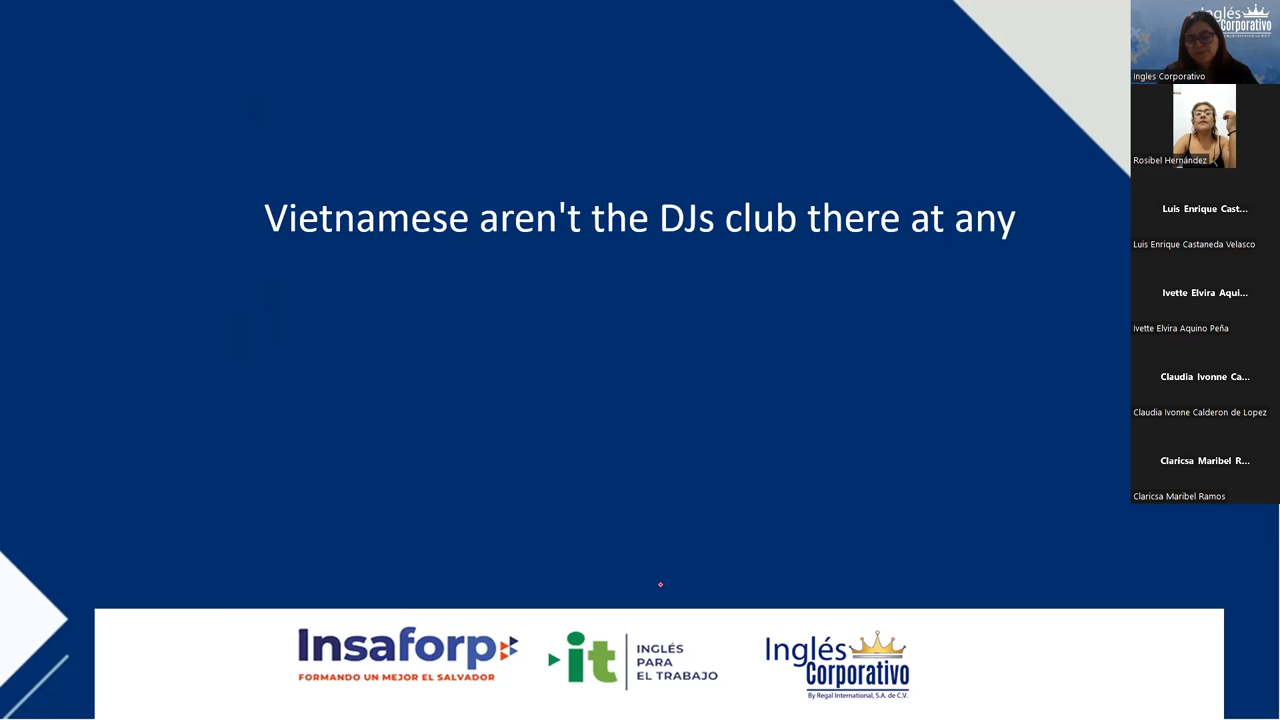 Vietnamese aren't the DJs club there at any
Inglés
Corporativo
Ingles Corporativo
Rosibel Hernández
Luis Enrique Cast...
Luis Enrique Castaneda Velasco
Ivette Elvira Aqui...
Ivette Elvira Aquino Peña
Claudia Ivonne Ca...
Claudia Ivonne Calderon de Lopez
Claricsa Maribel R...
Claricsa Maribel Ramos
Insaforp
FORMANDO UN MEJOR EL SALVADOR
it
INGLÉS
PARA
EL TRABAJO
Inglés
Corporativo
By Regal International, S.A. de C.V.